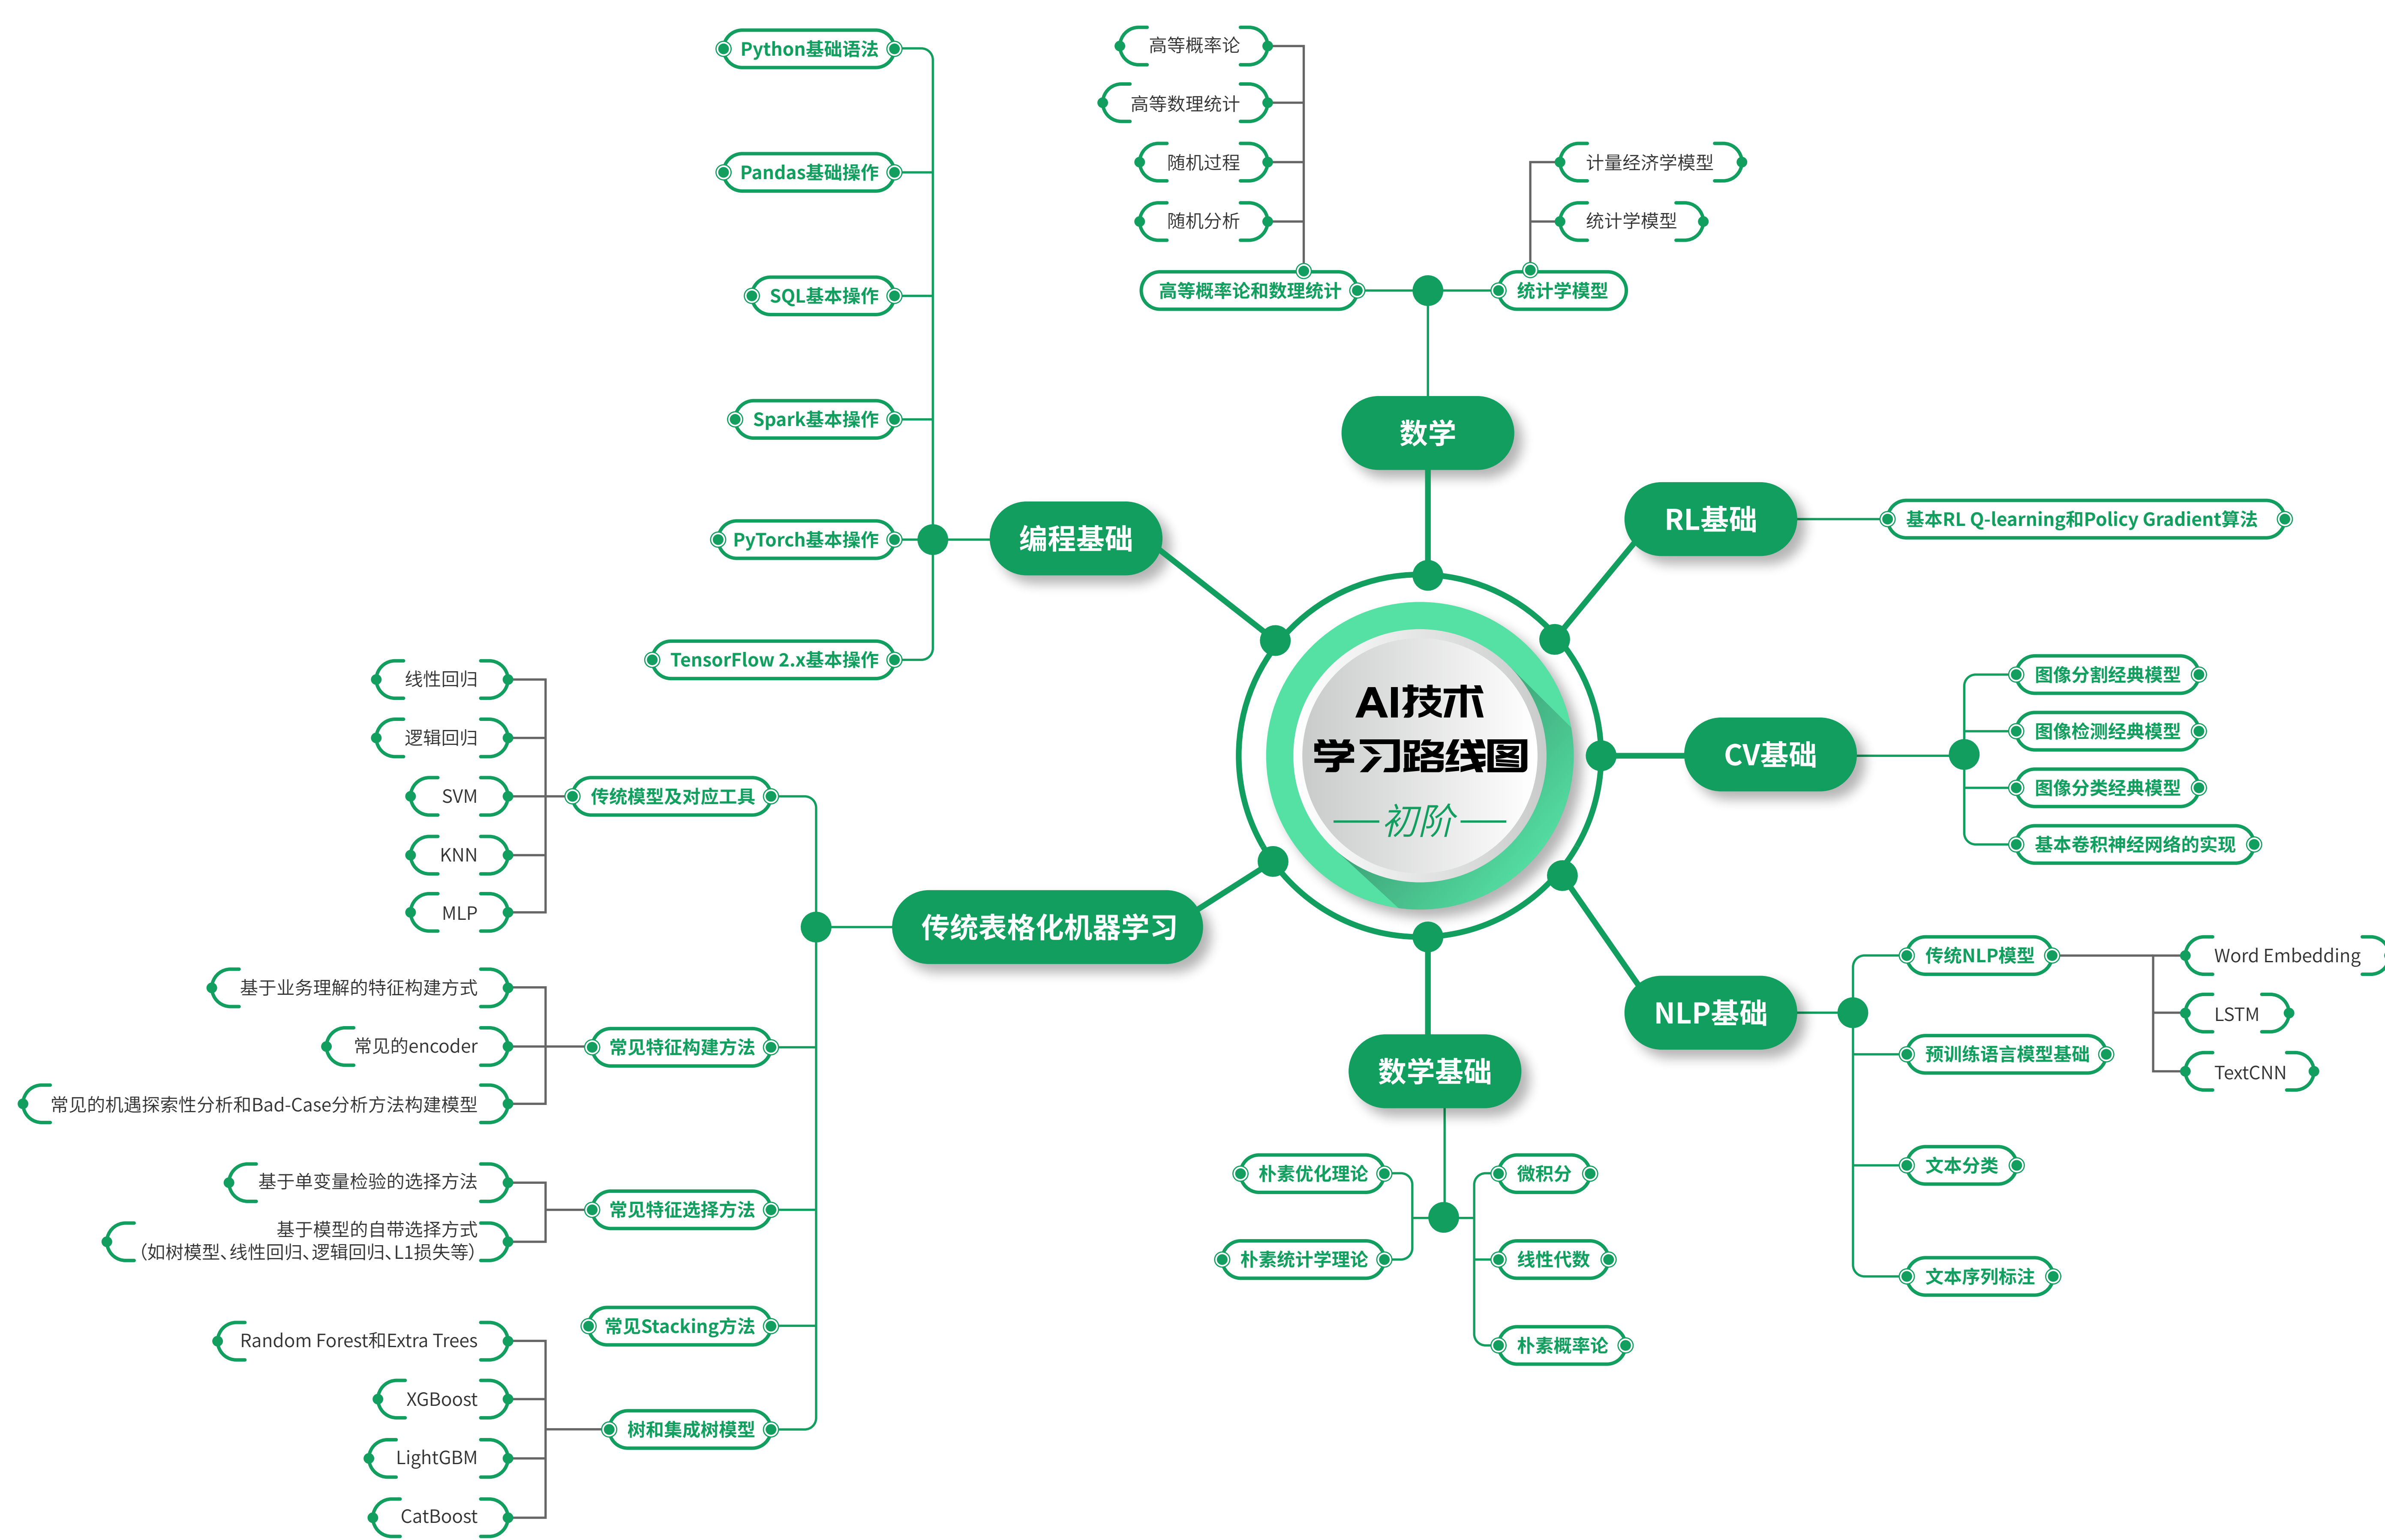 AI技术
学习路线图
初阶
数学
高等概率论和数理统计
高等概率论
高等数理统计
随机过程
随机分析
统计学模型
计量经济学模型
统计学模型
RL基础
基本RL Q-learning和Policy Gradient算法
CV基础
图像分割经典模型
图像检测经典模型
图像分类经典模型
基本卷积神经网络的实现
NLP基础
传统NLP模型
Word Embedding
LSTM
TextCNN
预训练语言模型基础
文本分类
文本序列标注
数学基础
朴素优化理论
朴素统计学理论
微积分
线性代数
朴素概率论
传统表格化机器学习
传统模型及对应工具
线性回归
逻辑回归
SVM
KNN
MLP
常见特征构建方法
基于业务理解的特征构建方式
常见的encoder
常见的机遇探索性分析和Bad-Case分析方法构建模型
常见特征选择方法
基于单变量检验的选择方法
基于模型的自带选择方式
（如树模型、线性回归、逻辑回归、L1损失等）
常见Stacking方法
树和集成树模型
Random Forest和Extra Trees
XGBoost
LightGBM
CatBoost
编程基础
Python基础语法
Pandas基础操作
SQL基本操作
Spark基本操作
PyTorch基本操作
TensorFlow 2.x基本操作